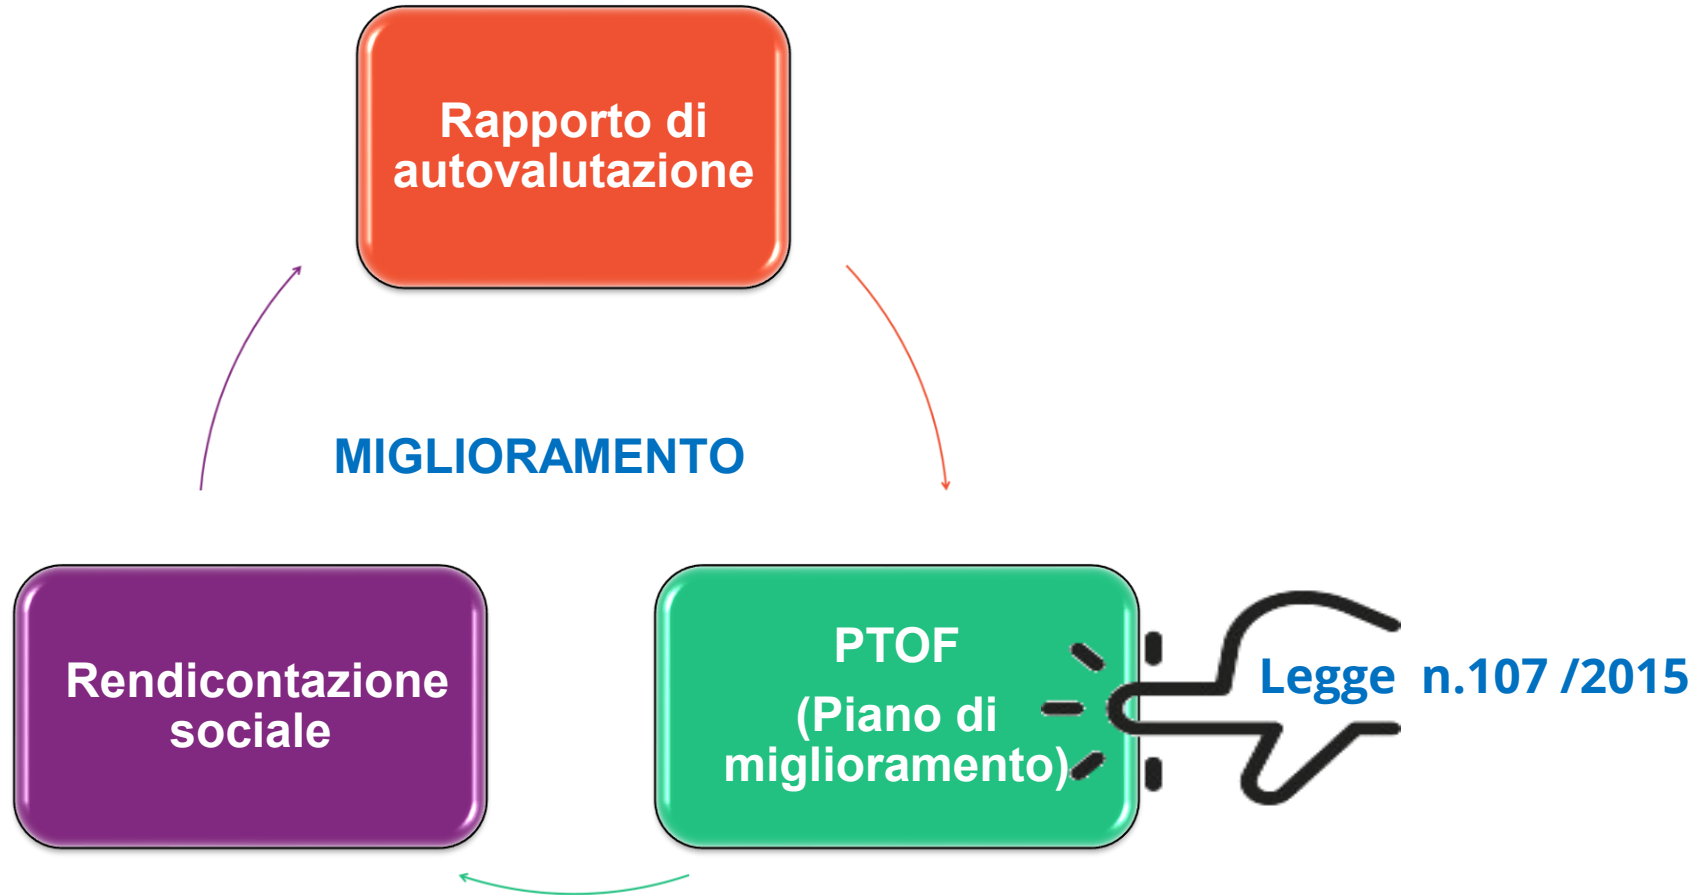 Rapporto di
autovalutazione
MIGLIORAMENTO
Rendicontazione
sociale
PTOF
(Piano di
miglioramento)
Legge n.107 /2015